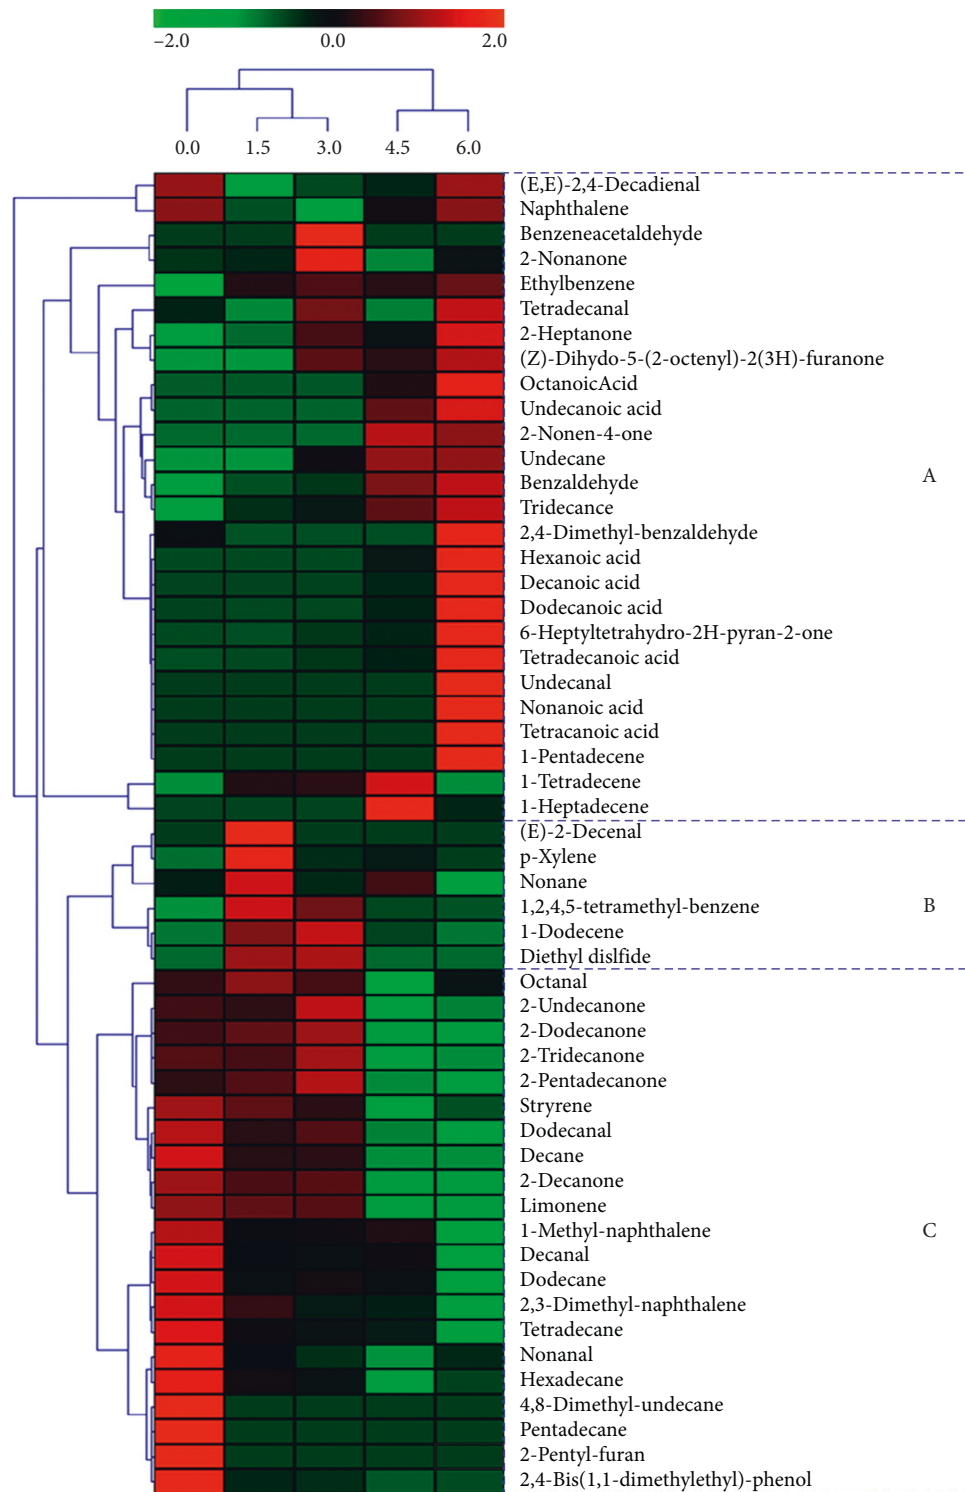 −2.0 0.0 2.0
0.0 1.5 3.0 4.5 6.0
(E,E)-2,4-Decadienal
Naphthalene
Benzeneacetaldehyde
2-Nonanone
Ethylbenzene
Tetradecanal
2-Heptanone
(Z)-Dihydo-5-(2-octenyl)-2(3H)-furanone
OctanoicAcid
Undecanoic acid
2-Nonen-4-one
Undecane
A
Benzaldehyde
Tridecance
2,4-Dimethyl-benzaldehyde
Hexanoic acid
Decanoic acid
Dodecanoic acid
6-Heptyltetrahydro-2H-pyran-2-one
Tetradecanoic acid
Undecanal
Nonanoic acid
Tetracanoic acid
1-Pentadecene
1-Tetradecene
1-Heptadecene
(E)-2-Decenal
p-Xylene
Nonane
1,2,4,5-tetramethyl-benzene B
1-Dodecene
Diethyl dislfide
Octanal
2-Undecanone
2-Dodecanone
2-Tridecanone
2-Pentadecanone
Stryrene
Dodecanal
Decane
2-Decanone
Limonene
1-Methyl-naphthalene C
Decanal
Dodecane
2,3-Dimethyl-naphthalene
Tetradecane
Nonanal
Hexadecane
4,8-Dimethyl-undecane
Pentadecane
2-Pentyl-furan
2,4-Bis(1,1-dimethylethyl)-phenol